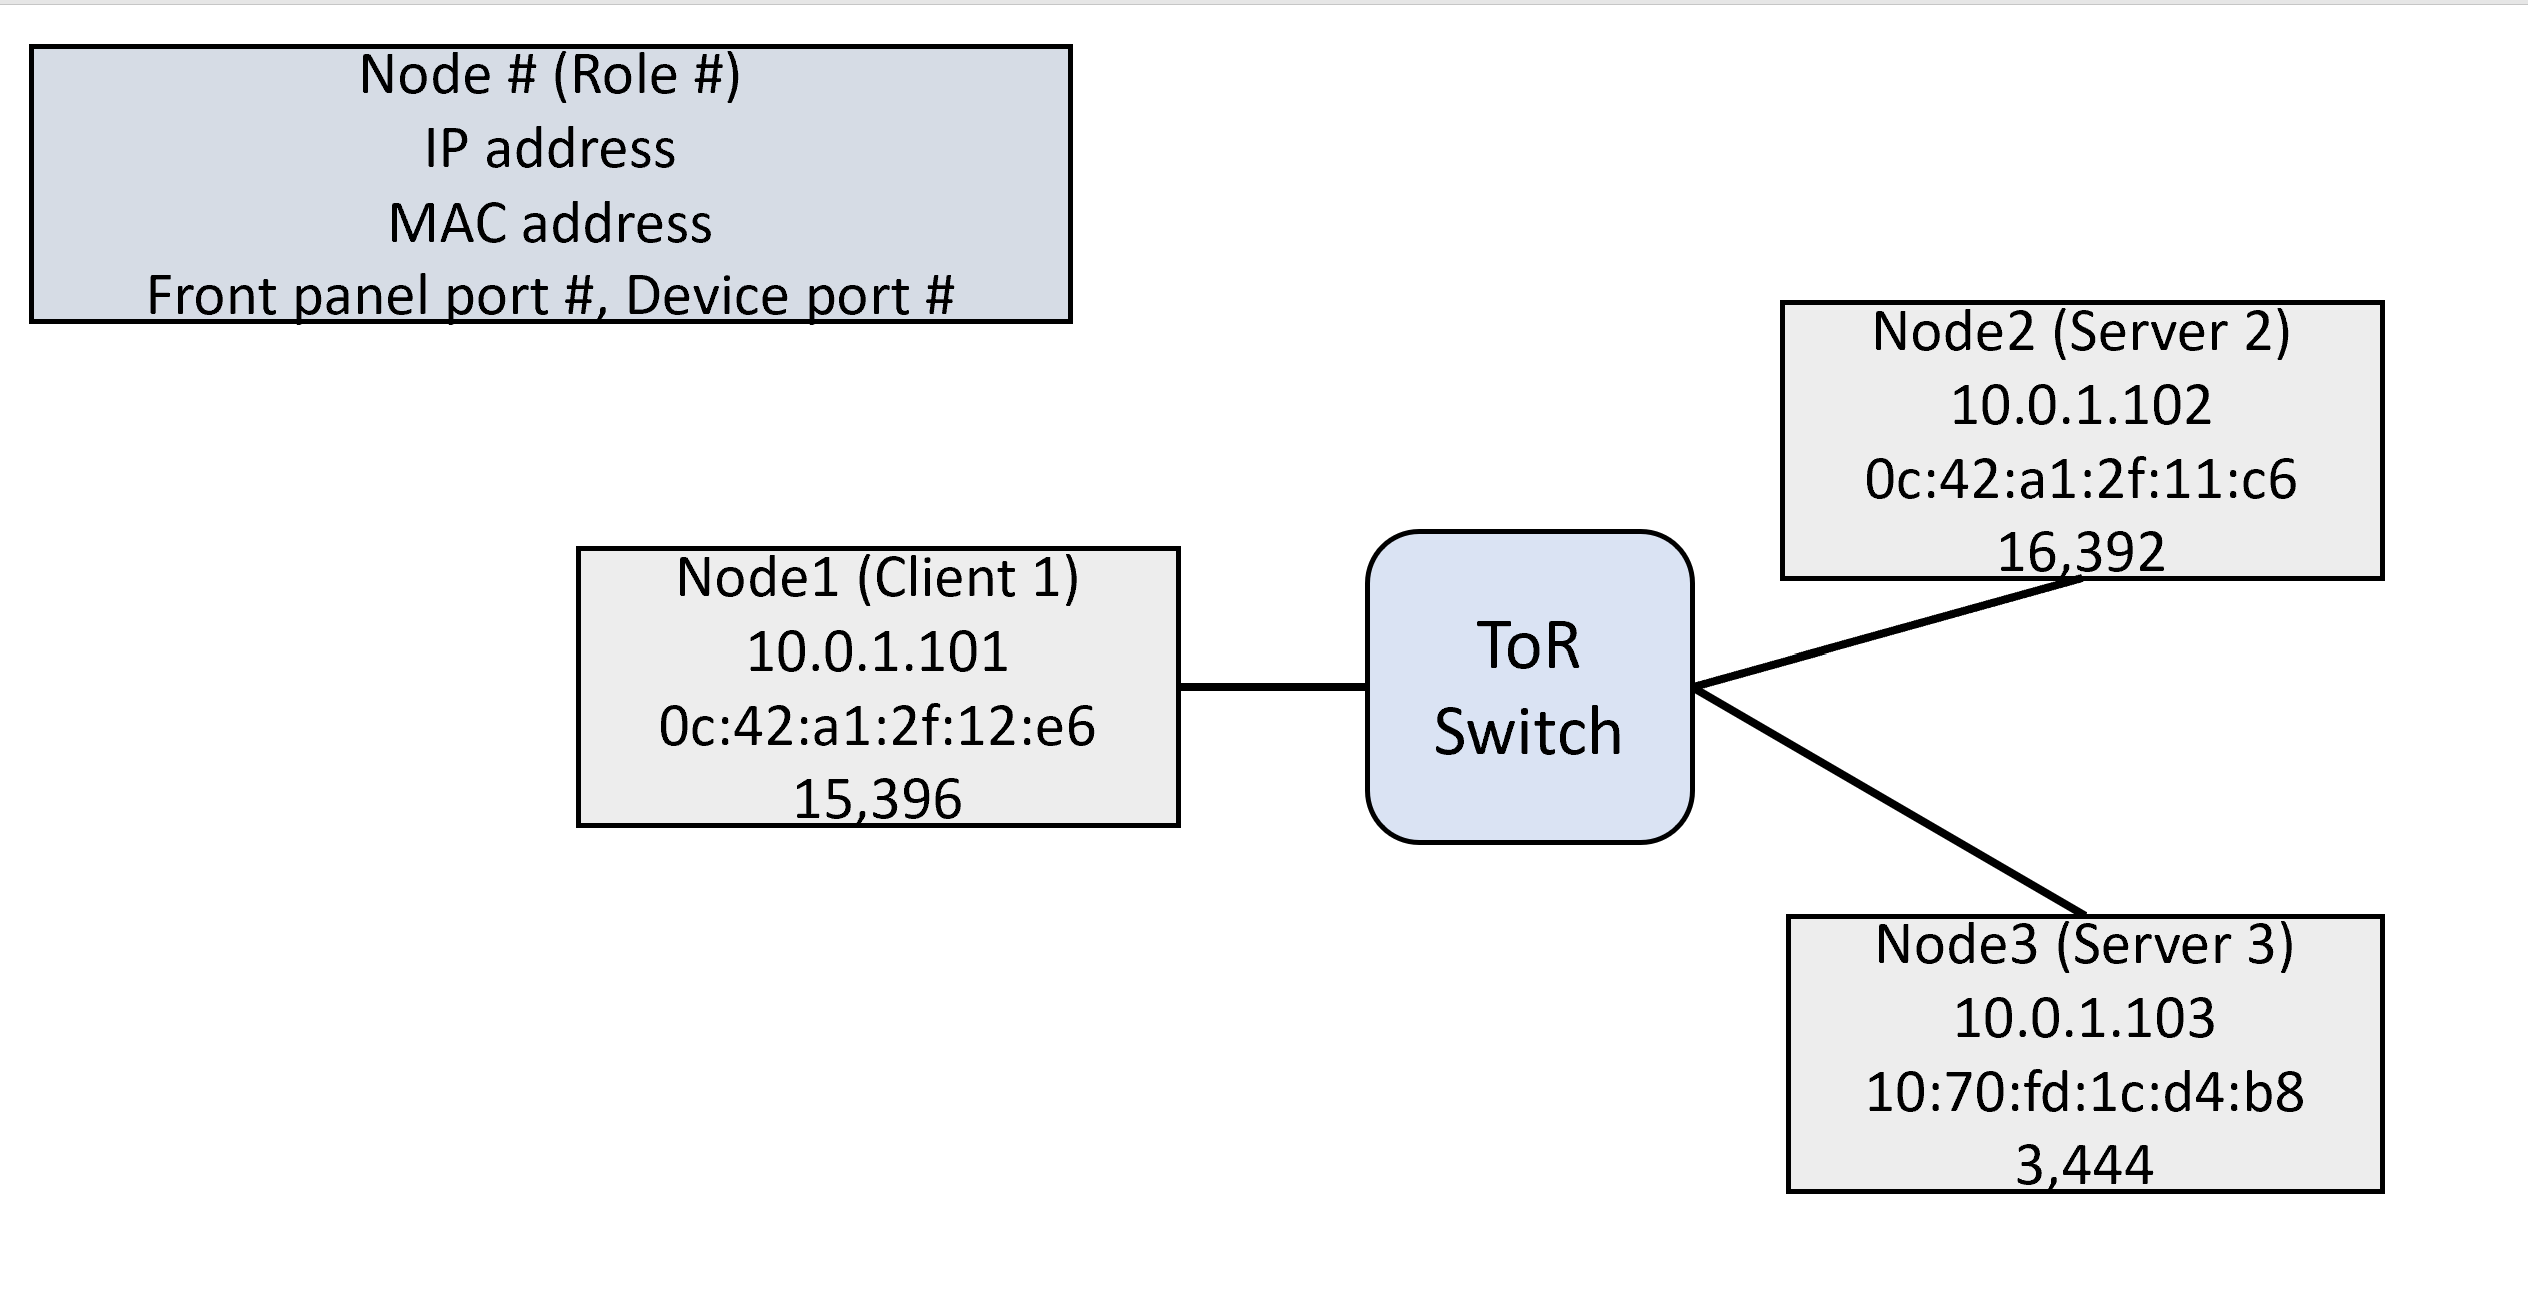 Node # (Role #)
IP address
MAC address
Front panel port #, Device port #
Node2 (Server 2)
10.0.1.102
0c:42:a1:2f:11:c6
16,392
Node1 (Client 1)
10.0.1.101
0c:42:a1:2f:12:e6
15,396
ToR
Switch
Node3 (Server 3)
10.0.1.103
10:70:fd:1c:d4:b8
3,444